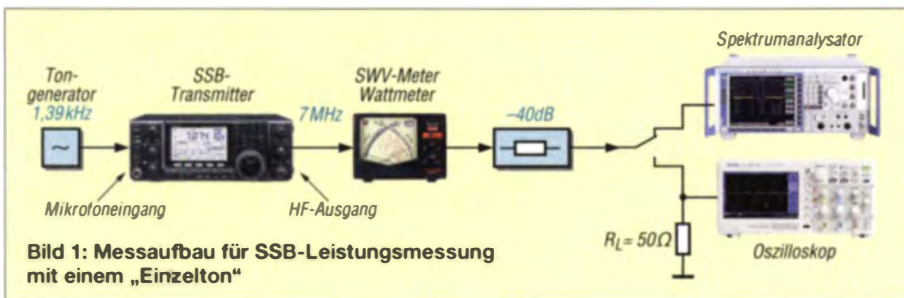 Spektrumanalysator
Ton-
generator
1,39 kHz
SSB-
Transmitter
7 MHz
SWV-Meter
Wattmeter
–40dB
~
Mikrofoneingang
HF-Ausgang
RL = 50Ω
Oszilloskop
Bild 1: Messaufbau für SSB-Leistungsmessung
mit einem „Einzelton“